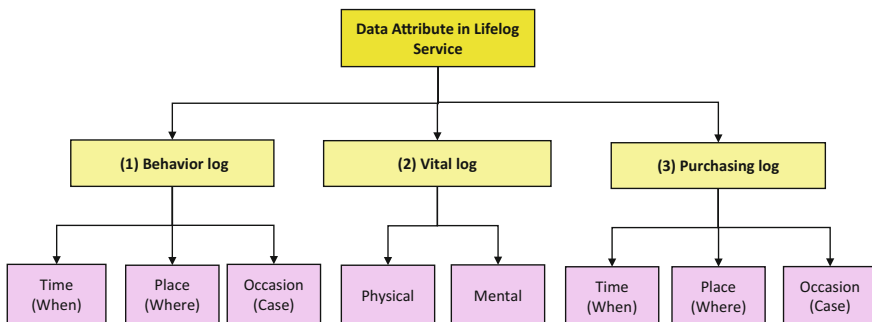 Data Attribute in Lifelog
Service
(1) Behavior log
(2) Vital log
(3) Purchasing log
Time
(When)
Place
(Where)
Occasion
(Case)
Physical
Mental
Time
(When)
Place
(Where)
Occasion
(Case)